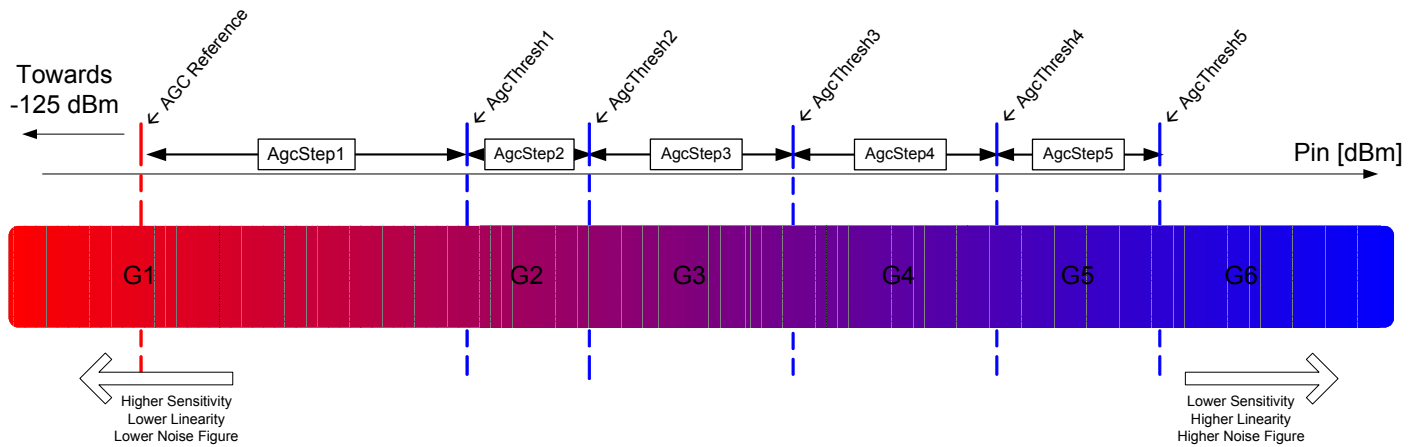 Towards
-125 dBm
← AGC Reference
← AgcThresh1
← AgcThresh2
← AgcThresh3
← AgcThresh4
← AgcThresh5
AgcStep1
AgcStep2
AgcStep3
AgcStep4
AgcStep5
Pin [dBm]
G1
G2
G3
G4
G5
G6
Higher Sensitivity
Lower Linearity
Lower Noise Figure
Lower Sensitivity
Higher Linearity
Higher Noise Figure